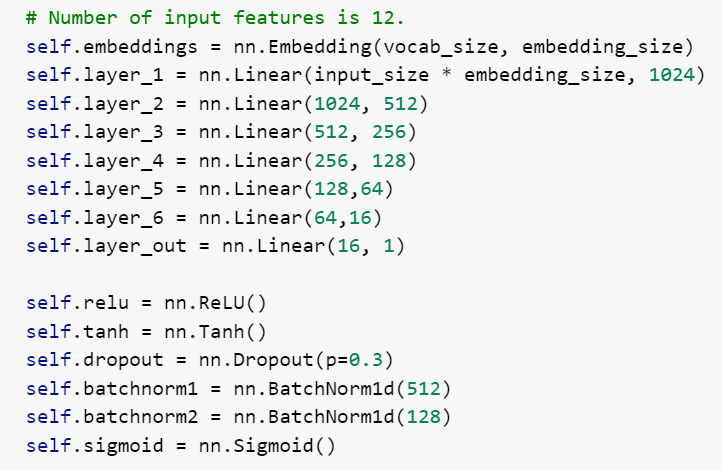 # Number of input features is 12.
self.embeddings = nn.Embedding(vocab_size, embedding_size)
self.layer_1 = nn.Linear(input_size * embedding_size, 1024)
self.layer_2 = nn.Linear(1024, 512)
self.layer_3 = nn.Linear(512, 256)
self.layer_4 = nn.Linear(256, 128)
self.layer_5 = nn.Linear(128,64)
self.layer_6 = nn.Linear(64,16)
self.layer_out = nn.Linear(16, 1)
self.relu = nn.ReLU()
self.tanh = nn.Tanh()
self.dropout = nn.Dropout(p=0.3)
self.batchnorm1 = nn.BatchNorm1d(512)
self.batchnorm2 = nn.BatchNorm1d(128)
self.sigmoid = nn.Sigmoid()